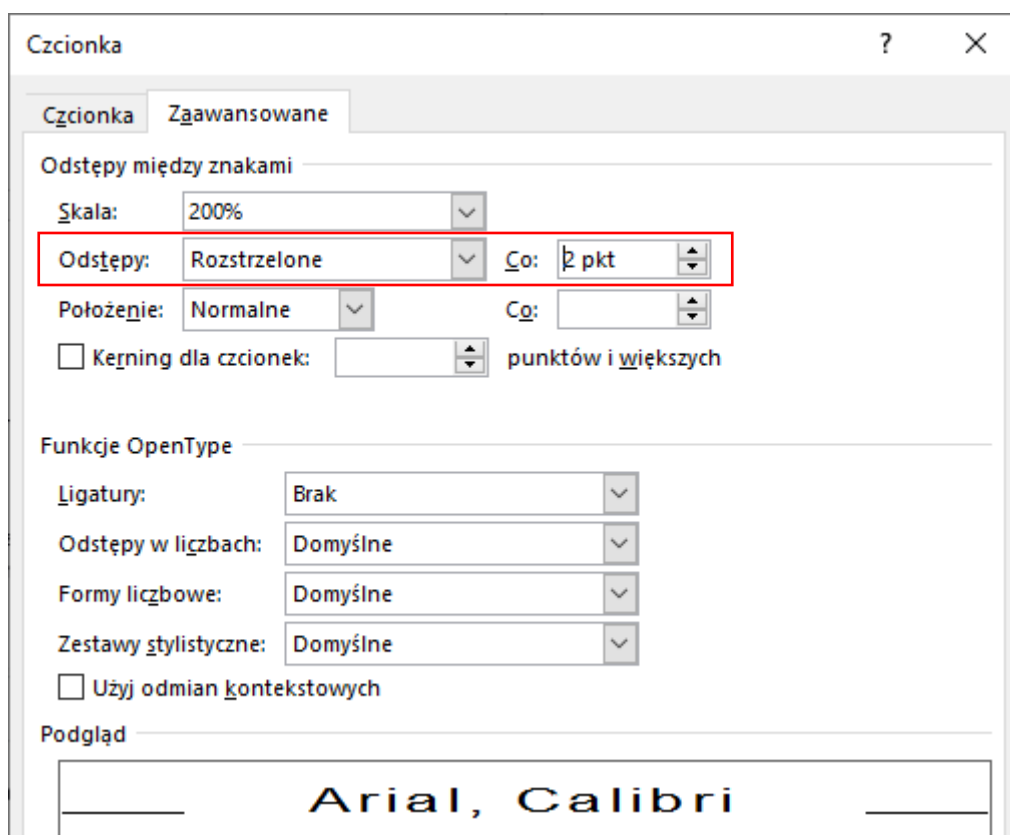 Czcionka ?
Czcionka Zaawansowane
Odstępy między znakami
Skala: 200%
Odstępy: Rozstrzelone Co: 2 pkt
Położenie: Normalne Co:
Kerning dla czcionek: punktów i większych
Funkcje OpenType
Ligatury: Brak
Odstępy w liczbach: Domyślne
Formy liczbowe: Domyślne
Zestawy stylistyczne: Domyślne
Użyj odmian kontekstowych
Podgląd
Arial, Calibri